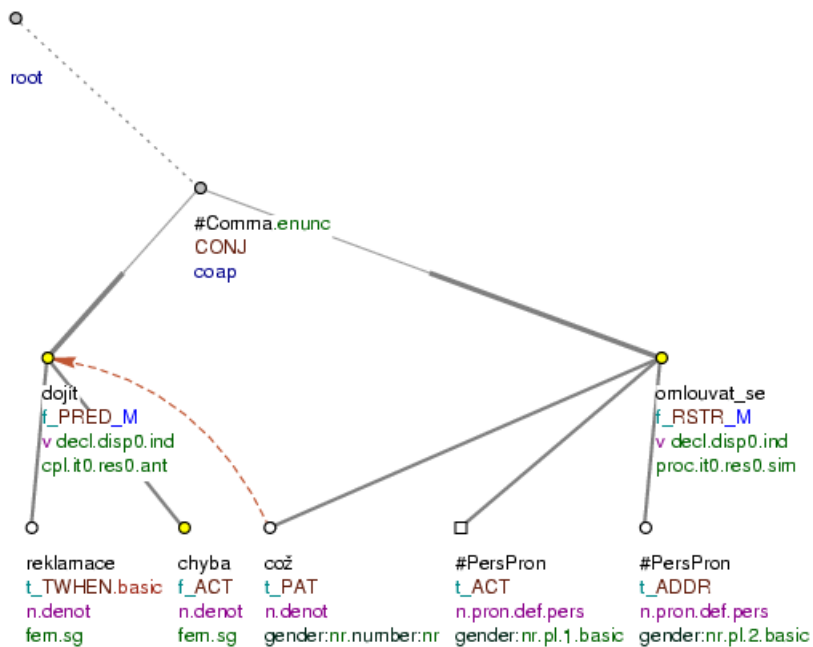 root
#Comma.enunc
CONJ
coap
dojít
f_PRED_M
v decl.disp0.ind
cpl.it0.res0.ant
omlouvat_se
f_RSTR_M
v decl.disp0.ind
proc.it0.res0.sim
reklamace
t_TWHEN.basic
n.denot
fem.sg
chyba
f_ACT
n.denot
fem.sg
což
t_PAT
n.denot
gender:nr.number:nr
#PersPron
t_ACT
n.pron.def.pers
gender:nr.pl.1.basic
#PersPron
t_ADDR
n.pron.def.pers
gender:nr.pl.2.basic